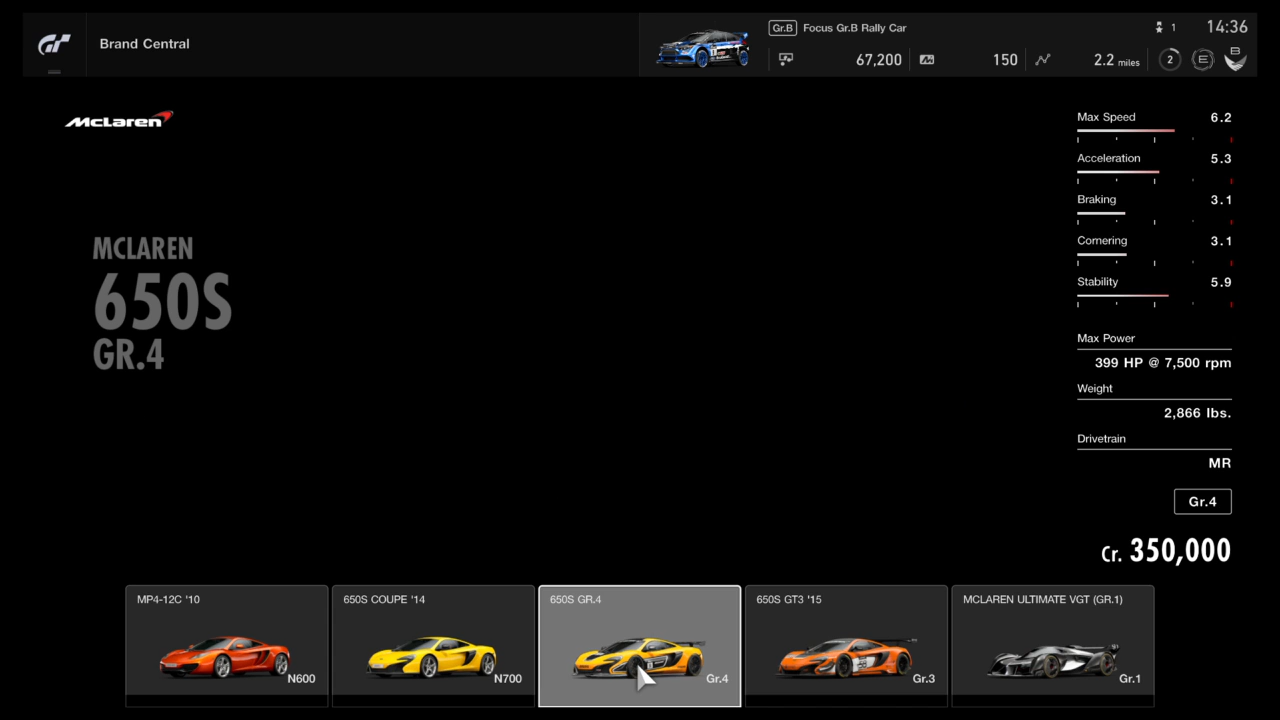 Brand Central
Gr.B Focus Gr.B Rally Car
1
14:36
67,200
150
2.2 miles
2
E
B
McLaren
MCLAREN
650S
GR.4
Max Speed 6.2
Acceleration 5.3
Braking 3.1
Cornering 3.1
Stability 5.9
Max Power
399 HP @ 7,500 rpm
Weight
2,866 lbs.
Drivetrain
MR
Gr.4
Cr. 350,000
MP4-12C '10
N600
650S COUPE '14
N700
650S GR.4
Gr.4
650S GT3 '15
Gr.3
MCLAREN ULTIMATE VGT (GR.1)
Gr.1